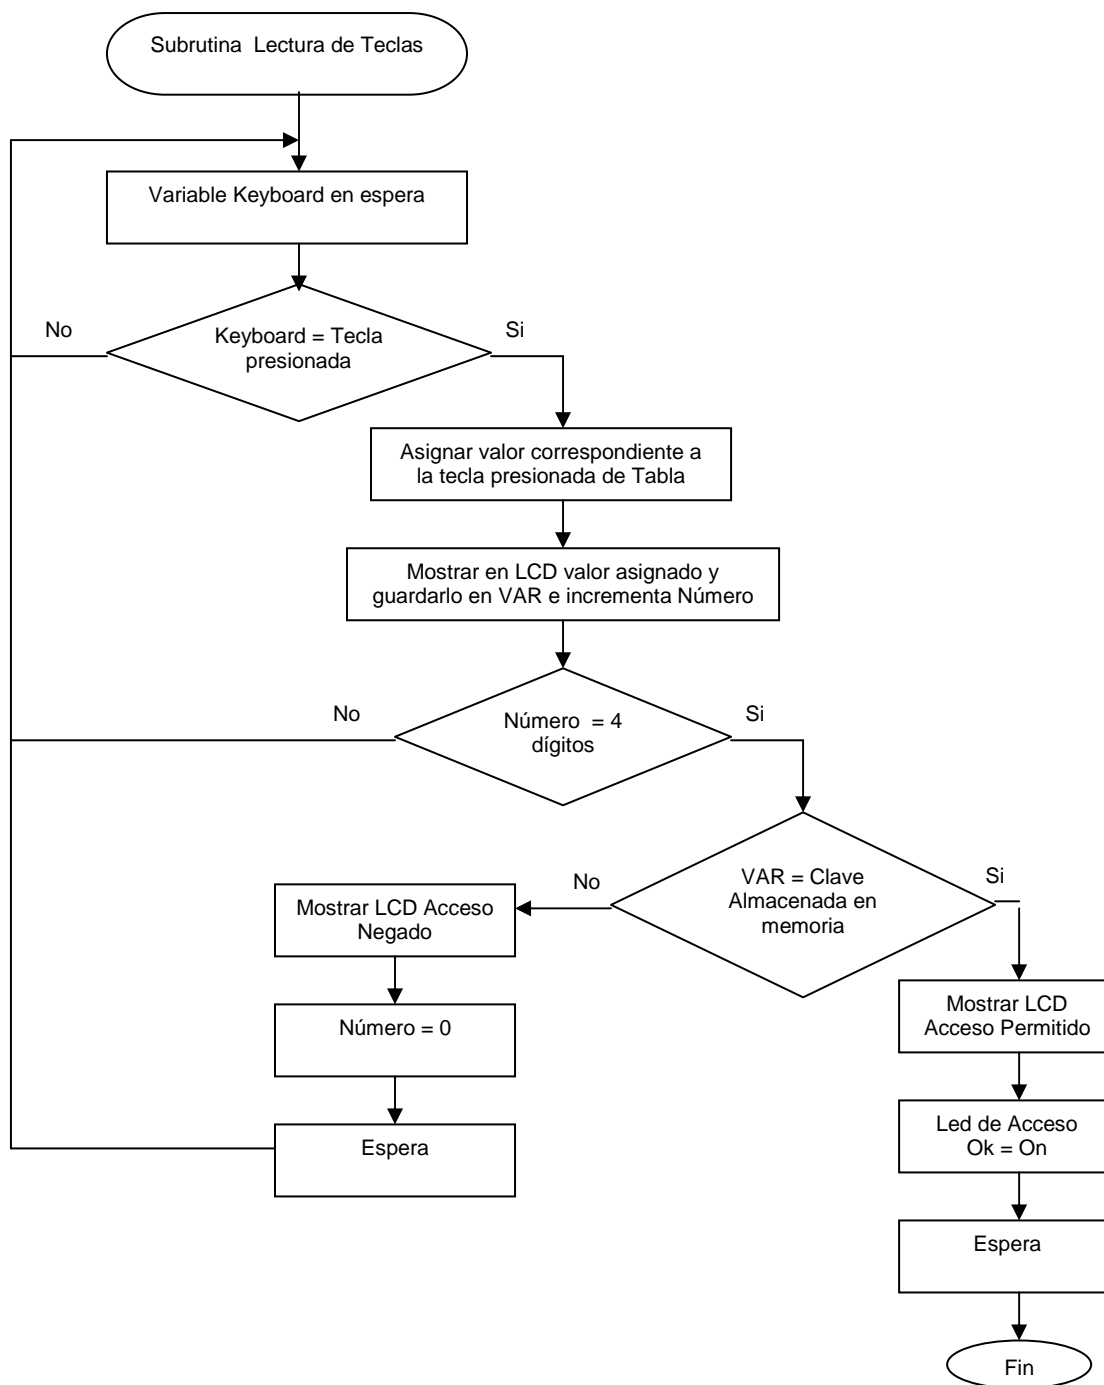 Subrutina Lectura de Teclas
Variable Keyboard en espera
No
Si
Keyboard = Tecla
presionada
Asignar valor correspondiente a
la tecla presionada de Tabla
Mostrar en LCD valor asignado y
guardarlo en VAR e incrementa Número
No
Si
Número = 4
dígitos
No
Si
VAR = Clave
Almacenada en
memoria
Mostrar LCD Acceso
Negado
Número = 0
Espera
Mostrar LCD
Acceso Permitido
Led de Acceso
Ok = On
Espera
Fin